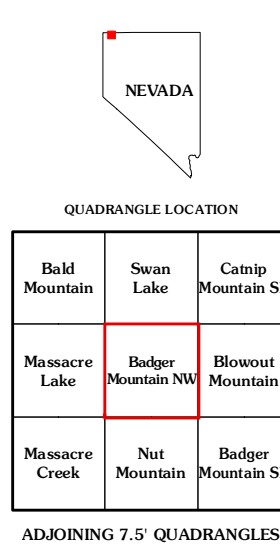 NEVADA
QUADRANGLE LOCATION
Bald
Mountain
Swan
Lake
Catnip
Mountain S
Massacre
Lake
Badger
Mountain NW
Blowout
Mountain
Massacre
Creek
Nut
Mountain
Badger
Mountain S
ADJOINING 7.5' QUADRANGLES